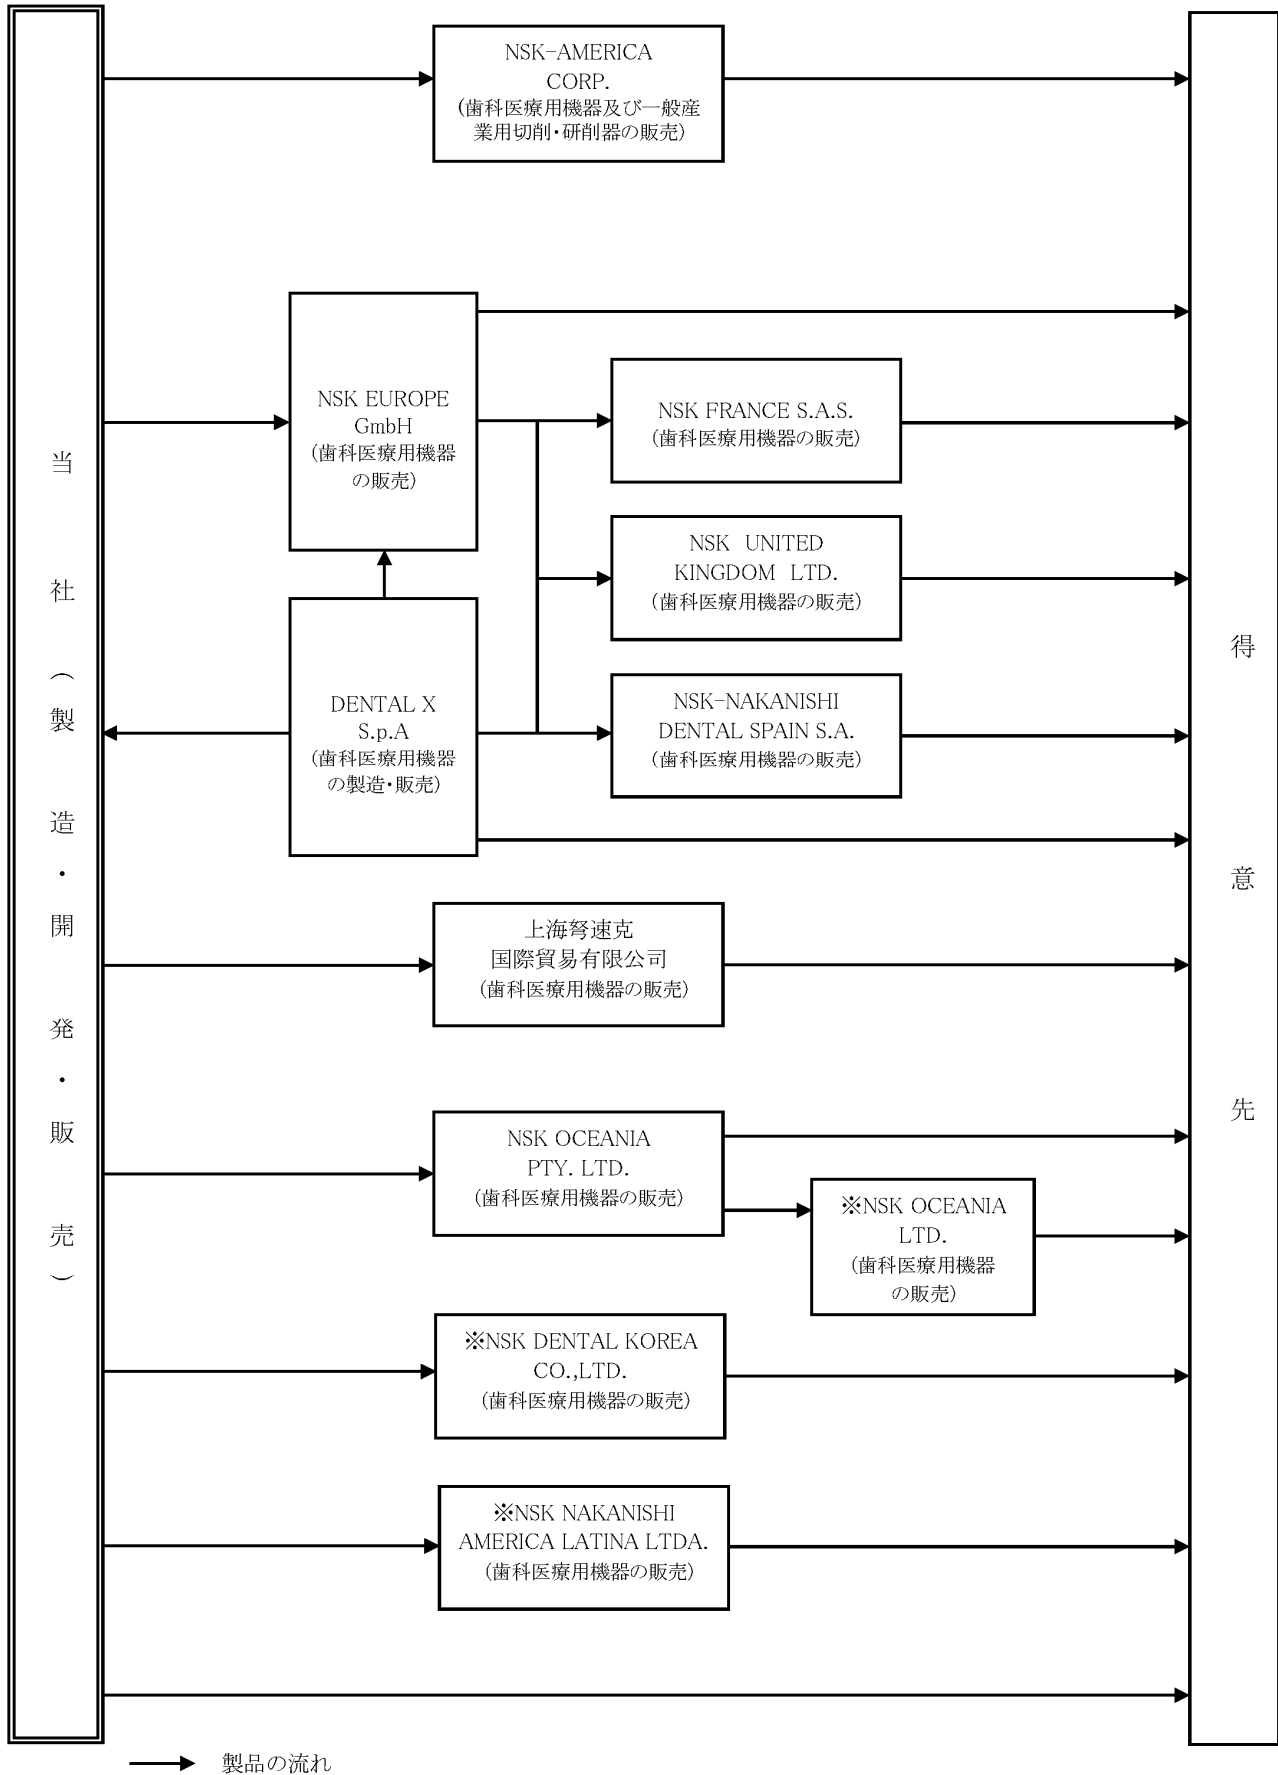 当社(製造・開発・販売)
NSK-AMERICA
CORP.
(歯科医療用機器及び一般産
業用切削・研削器の販売)
NSK EUROPE
GmbH
(歯科医療用機器
の販売)
NSK FRANCE S.A.S.
(歯科医療用機器の販売)
NSK UNITED
KINGDOM LTD.
(歯科医療用機器の販売)
DENTAL X
S.p.A
(歯科医療用機器
の製造・販売)
NSK-NAKANISHI
DENTAL SPAIN S.A.
(歯科医療用機器の販売)
上海弩速克
国際貿易有限公司
(歯科医療用機器の販売)
NSK OCEANIA
PTY. LTD.
(歯科医療用機器の販売)
※NSK OCEANIA
LTD.
(歯科医療用機器
の販売)
※NSK DENTAL KOREA
CO.,LTD.
(歯科医療用機器の販売)
※NSK NAKANISHI
AMERICA LATINA LTDA.
(歯科医療用機器の販売)
得意先
製品の流れ